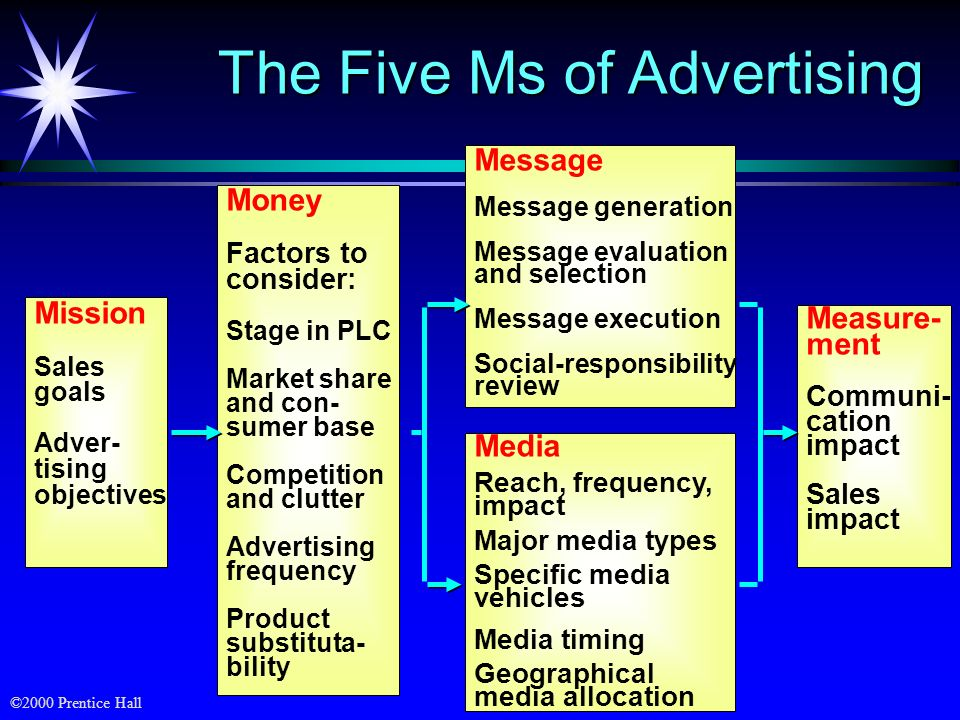 The Five Ms of Advertising
Mission
Sales
goals
Adver-
tising
objectives
Money
Factors to
consider:
Stage in PLC
Market share
and con-
sumer base
Competition
and clutter
Advertising
frequency
Product
substituta-
bility
Message
Message generation
Message evaluation
and selection
Message execution
Social-responsibility
review
Media
Reach, frequency,
impact
Major media types
Specific media
vehicles
Media timing
Geographical
media allocation
Measure-
ment
Communi-
cation
impact
Sales
impact
©2000 Prentice Hall